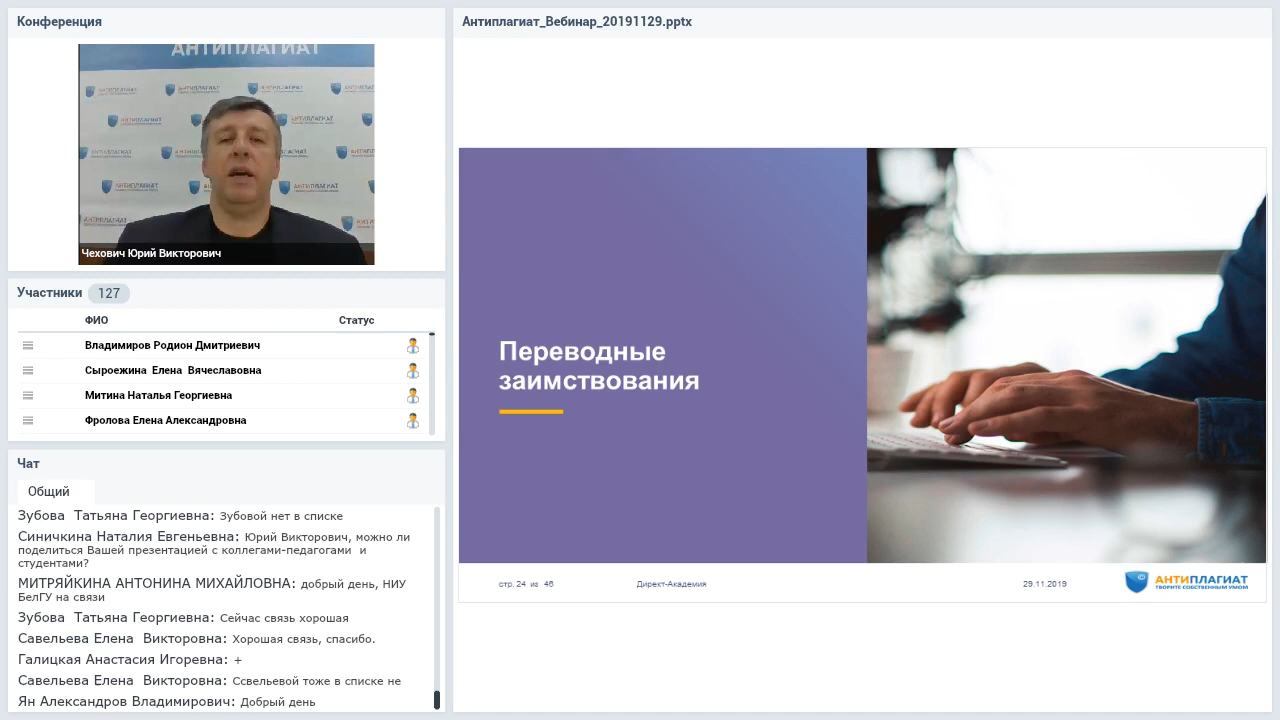 Конференция
АНТИПЛАГИАТ
Чехович Юрий Викторович
Участники 127
ФИО Статус
Владимиров Родион Дмитриевич
Сыроежина Елена Вячеславовна
Митина Наталья Георгиевна
Фролова Елена Александровна
Чат
Общий
Зубова Татьяна Георгиевна: Зубовой нет в списке
Синичкина Наталия Евгеньевна: Юрий Викторович, можно ли
поделиться Вашей презентацией с коллегами-педагогами и
студентами?
МИТРЯЙКИНА АНТОНИНА МИХАЙЛОВНА: добрый день, НИУ
БелГУ на связи
Зубова Татьяна Георгиевна: Сейчас связь хорошая
Савельева Елена Викторовна: Хорошая связь, спасибо.
Галицкая Анастасия Игоревна: +
Савельева Елена Викторовна: Ссвельевой тоже в списке не
Ян Александров Владимирович: Добрый день
Антиплагиат_Вебинар_20191129.pptx
Переводные
заимствования
стр. 24 из 46 Директ-Академия 29.11.2019
АНТИПЛАГИАТ
ТВОРИТЕ СОБСТВЕННЫМ УМОМ